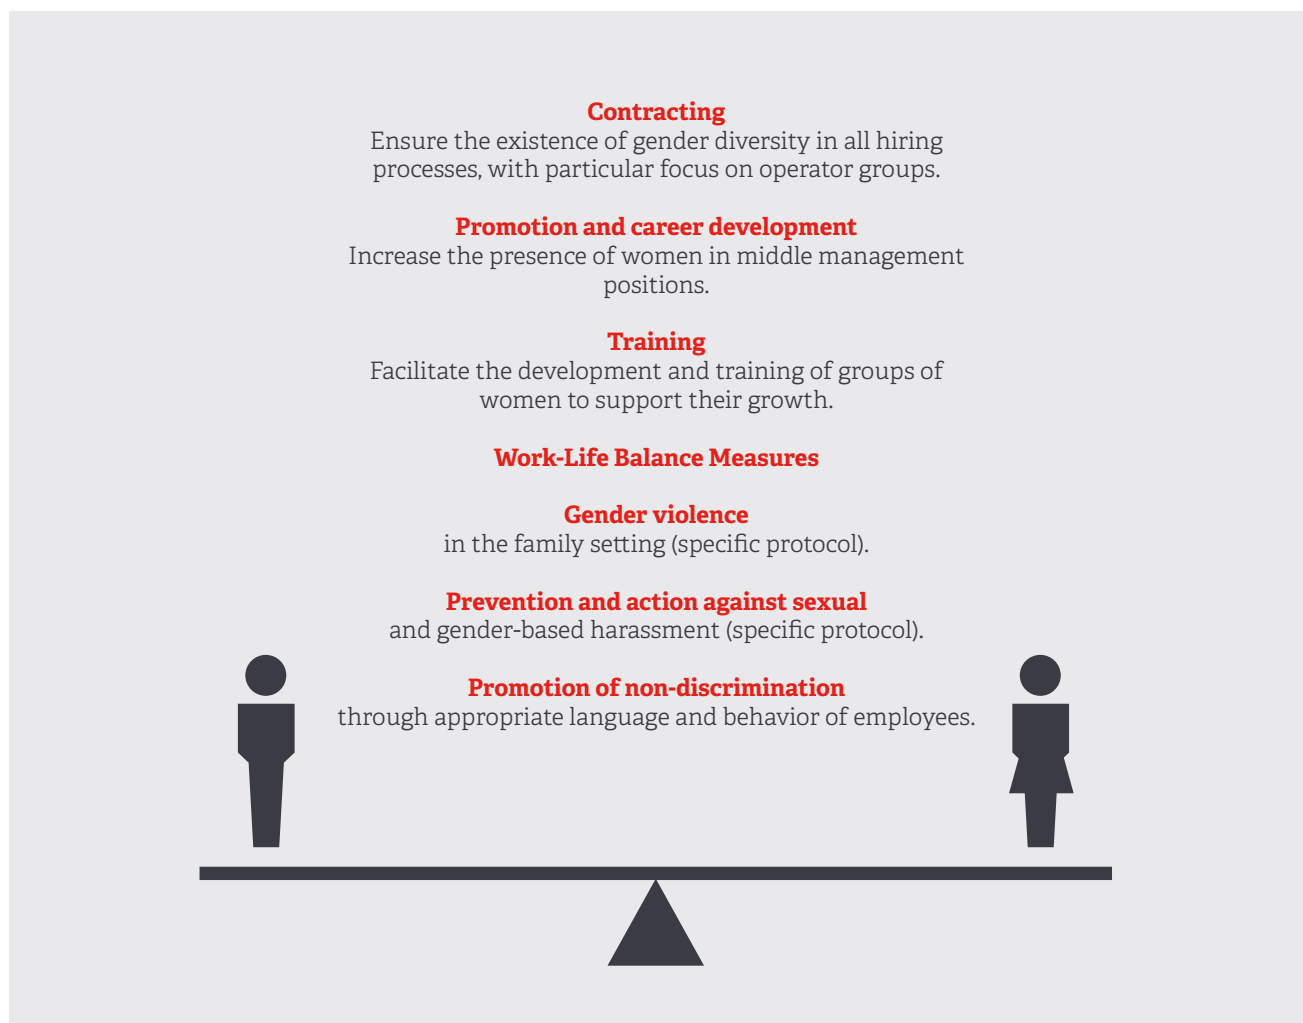 Contracting
Ensure the existence of gender diversity in all hiring
processes, with particular focus on operator groups.
Promotion and career development
Increase the presence of women in middle management
positions.
Training
Facilitate the development and training of groups of
women to support their growth.
Work-Life Balance Measures
Gender violence
in the family setting (specific protocol).
Prevention and action against sexual
and gender-based harassment (specific protocol).
Promotion of non-discrimination
through appropriate language and behavior of employees.